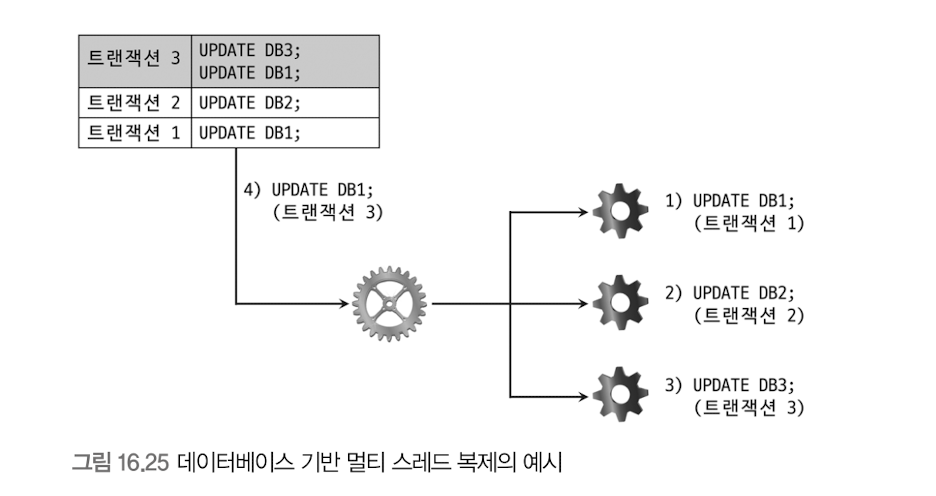 트랜잭션 3 UPDATE DB3;
UPDATE DB1;
트랜잭션 2 UPDATE DB2;
트랜잭션 1 UPDATE DB1;
4) UPDATE DB1;
(트랜잭션 3)
1) UPDATE DB1;
(트랜잭션 1)
2) UPDATE DB2;
(트랜잭션 2)
3) UPDATE DB3;
(트랜잭션 3)
그림 16.25 데이터베이스 기반 멀티 스레드 복제의 예시